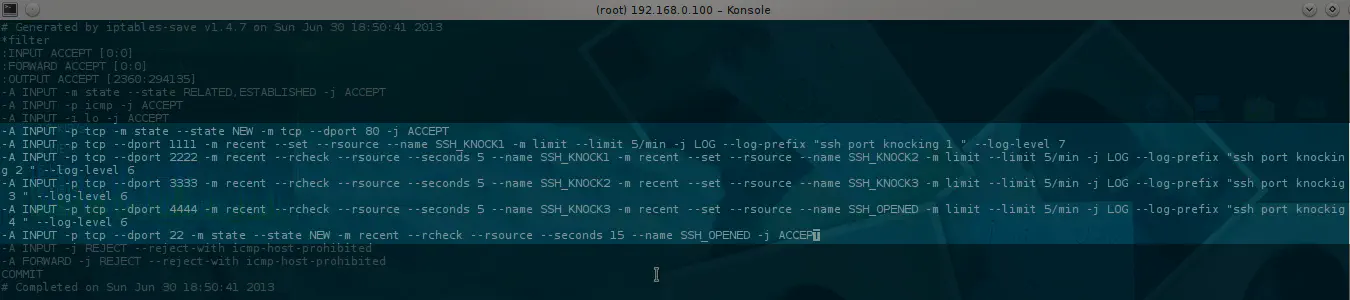 (root) 192.168.0.100 – Konsole
# Generated by iptables-save v1.4.7 on Sun Jun 30 18:50:41 2013
*filter
:INPUT ACCEPT [0:0]
:FORWARD ACCEPT [0:0]
:OUTPUT ACCEPT [2360:294135]
-A INPUT -m state --state RELATED,ESTABLISHED -j ACCEPT
-A INPUT -p icmp -j ACCEPT
-A INPUT -i lo -j ACCEPT
-A INPUT -p tcp -m state --state NEW -m tcp --dport 80 -j ACCEPT
-A INPUT -p tcp --dport 1111 -m recent --set --rsource --name SSH_KNOCK1 -m limit --limit 5/min -j LOG --log-prefix "ssh port knocking 1 " --log-level 7
-A INPUT -p tcp --dport 2222 -m recent --rcheck --rsource --seconds 5 --name SSH_KNOCK1 -m recent --set --rsource --name SSH_KNOCK2 -m limit --limit 5/min -j LOG --log-prefix "ssh port knockin
g 2 " --log-level 6
-A INPUT -p tcp --dport 3333 -m recent --rcheck --rsource --seconds 5 --name SSH_KNOCK2 -m recent --set --rsource --name SSH_KNOCK3 -m limit --limit 5/min -j LOG --log-prefix "ssh port knockig
 3 " --log-level 6
-A INPUT -p tcp --dport 4444 -m recent --rcheck --rsource --seconds 5 --name SSH_KNOCK3 -m recent --set --rsource --name SSH_OPENED -m limit --limit 5/min -j LOG --log-prefix "ssh port knockig
 4 " --log-level 6
-A INPUT -p tcp --dport 22 -m state --state NEW -m recent --rcheck --rsource --seconds 15 --name SSH_OPENED -j ACCEPT
-A INPUT -j REJECT --reject-with icmp-host-prohibited
-A FORWARD -j REJECT --reject-with icmp-host-prohibited
COMMIT
# Completed on Sun Jun 30 18:50:41 2013